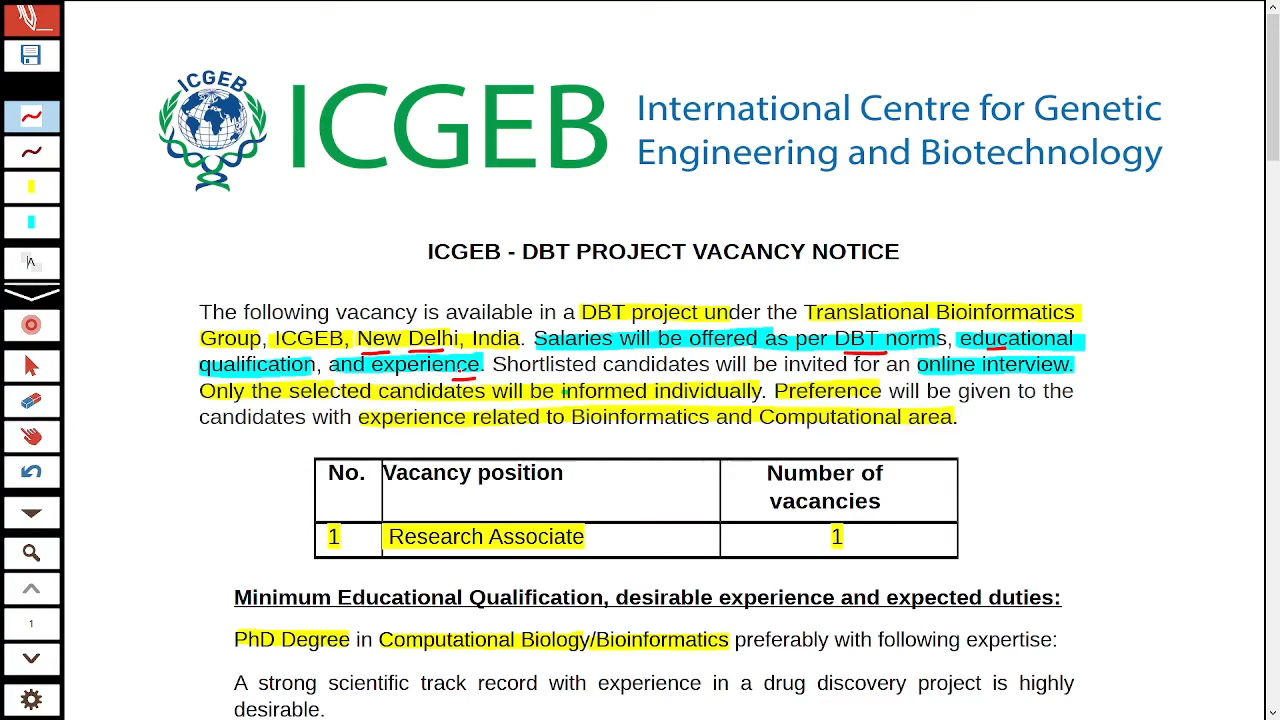 ICGEB
ICGEB
International Centre for Genetic
Engineering and Biotechnology
ICGEB - DBT PROJECT VACANCY NOTICE
The following vacancy is available in a DBT project under the Translational Bioinformatics
Group, ICGEB, New Delhi, India. Salaries will be offered as per DBT norms, educational
qualification, and experience. Shortlisted candidates will be invited for an online interview.
Only the selected candidates will be informed individually. Preference will be given to the
candidates with experience related to Bioinformatics and Computational area.
No. Vacancy position Number of
vacancies
1 Research Associate 1
Minimum Educational Qualification, desirable experience and expected duties:
PhD Degree in Computational Biology/Bioinformatics preferably with following expertise:
A strong scientific track record with experience in a drug discovery project is highly
desirable.
1